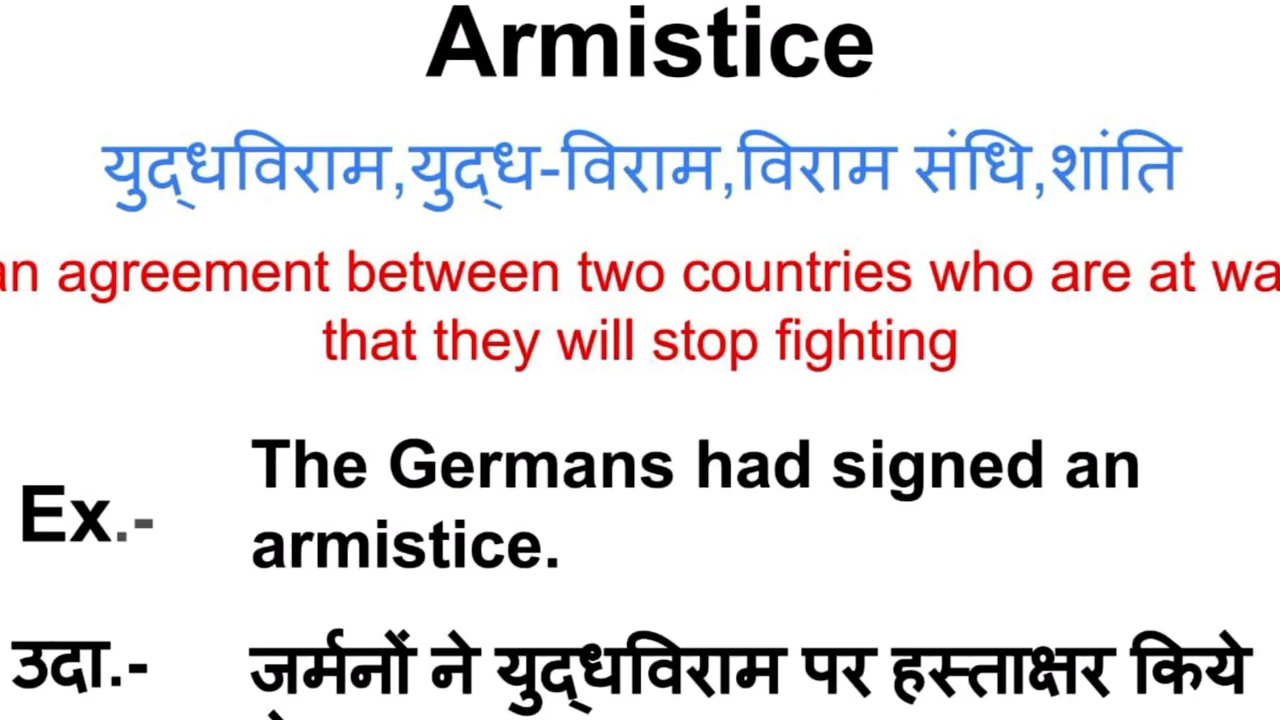 Armistice
युद्धविराम,युद्ध-विराम,विराम संधि,शांति
an agreement between two countries who are at wa
that they will stop fighting
Ex.- The Germans had signed an
armistice.
उदा.- जर्मनों ने युद्धविराम पर हस्ताक्षर किये